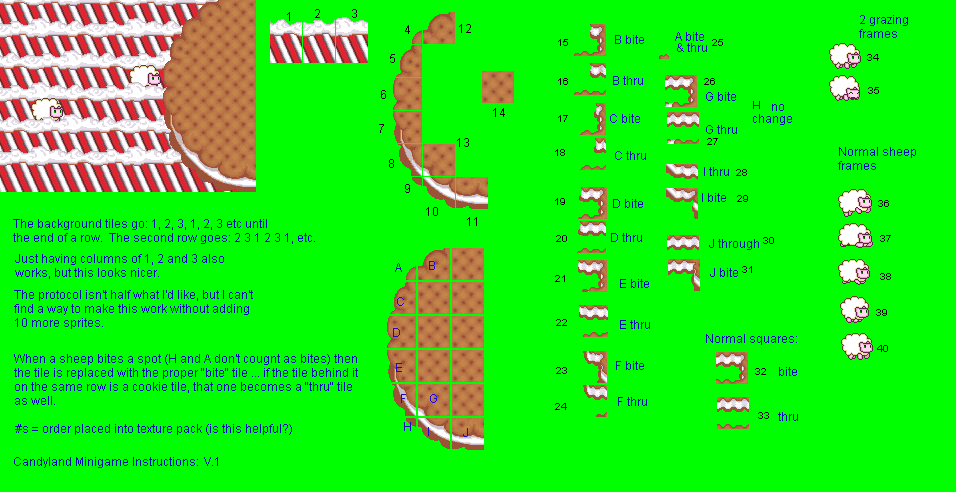 1 2 3
4 12
5
6
14
7
13
8
9
10
11
The background tiles go: 1, 2, 3, 1, 2, 3 etc until
the end of a row. The second row goes: 2 3 1 2 3 1, etc.
Just having columns of 1, 2 and 3 also
works, but this looks nicer.
The protocol isn't half what I'd like, but I can't
find a way to make this work without adding
10 more sprites.
When a sheep bites a spot (H and A don't cougnt as bites) then
the tile is replaced with the proper "bite" tile ... if the tile behind it
on the same row is a cookie tile, that one becomes a "thru" tile
as well.
#s = order placed into texture pack (is this helpful?)
Candyland Minigame Instructions: V.1
A B
C
D
E
F G
H I J
15 B bite
16 B thru
17 C bite
18 C thru
19 D bite
20 D thru
21 E bite
22 E thru
23 F bite
24 F thru
A bite
& thru 25
26
G bite
G thru
27
H no
change
I thru 28
I bite 29
J through 30
J bite 31
Normal squares:
32 bite
33 thru
2 grazing
frames
34
35
Normal sheep
frames
36
37
38
39
40